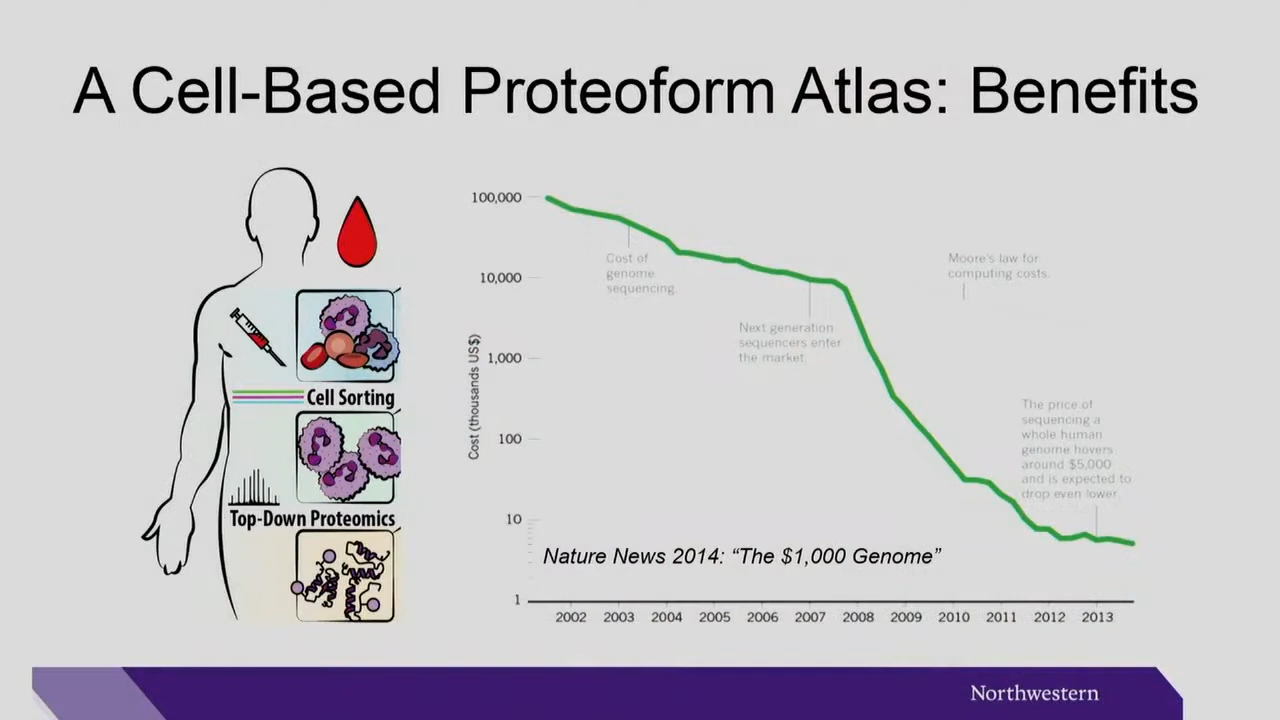 A Cell-Based Proteoform Atlas: Benefits
Cell Sorting
Top-Down Proteomics
Cost (thousands US$)
100,000
10,000
1,000
100
10
1
Cost of
genome
sequencing.
Next generation
sequencers enter
the market.
Moore's law for
computing costs.
The price of
sequencing a
whole human
genome hovers
around $5,000
and is expected to
drop even lower.
Nature News 2014: “The $1,000 Genome”
2002 2003 2004 2005 2006 2007 2008 2009 2010 2011 2012 2013
Northwestern